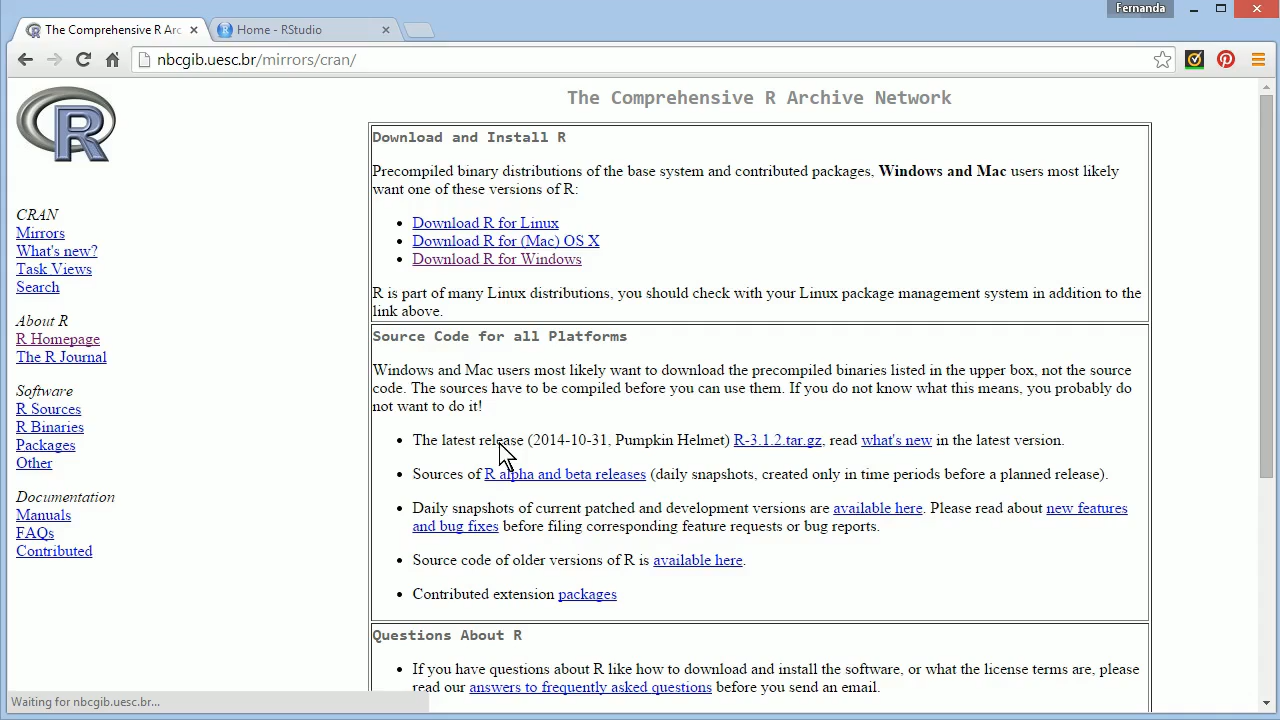 Fernanda
The Comprehensive R Arc
Home - RStudio
nbcgib.uesc.br/mirrors/cran/
R
CRAN
Mirrors
What's new?
Task Views
Search
About R
R Homepage
The R Journal
Software
R Sources
R Binaries
Packages
Other
Documentation
Manuals
FAQs
Contributed
The Comprehensive R Archive Network
Download and Install R
Precompiled binary distributions of the base system and contributed packages, Windows and Mac users most likely
want one of these versions of R:
• Download R for Linux
• Download R for (Mac) OS X
• Download R for Windows
R is part of many Linux distributions, you should check with your Linux package management system in addition to the
link above.
Source Code for all Platforms
Windows and Mac users most likely want to download the precompiled binaries listed in the upper box, not the source
code. The sources have to be compiled before you can use them. If you do not know what this means, you probably do
not want to do it!
• The latest release (2014-10-31, Pumpkin Helmet) R-3.1.2.tar.gz, read what's new in the latest version.
• Sources of R alpha and beta releases (daily snapshots, created only in time periods before a planned release).
• Daily snapshots of current patched and development versions are available here. Please read about new features
and bug fixes before filing corresponding feature requests or bug reports.
• Source code of older versions of R is available here.
• Contributed extension packages
Questions About R
• If you have questions about R like how to download and install the software, or what the license terms are, please
read our answers to frequently asked questions before you send an email.
Waiting for nbcgib.uesc.br...